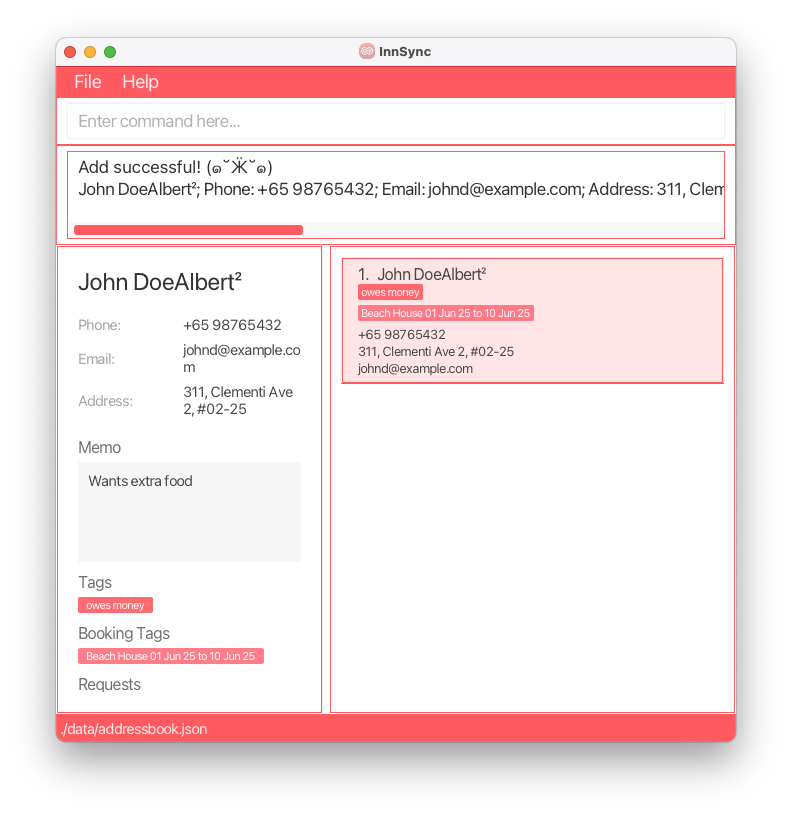 InnSync
File Help
Enter command here...
Add successful! (๑˘Ӝ˘๑)
John DoeAlbert²; Phone: +65 98765432; Email: johnd@example.com; Address: 311, Clem
John DoeAlbert²
Phone: +65 98765432
Email: johnd@example.co
m
Address: 311, Clementi Ave
2, #02-25
Memo
Wants extra food
Tags
owes money
Booking Tags
Beach House 01 Jun 25 to 10 Jun 25
Requests
1. John DoeAlbert²
owes money
Beach House 01 Jun 25 to 10 Jun 25
+65 98765432
311, Clementi Ave 2, #02-25
johnd@example.com
./data/addressbook.json